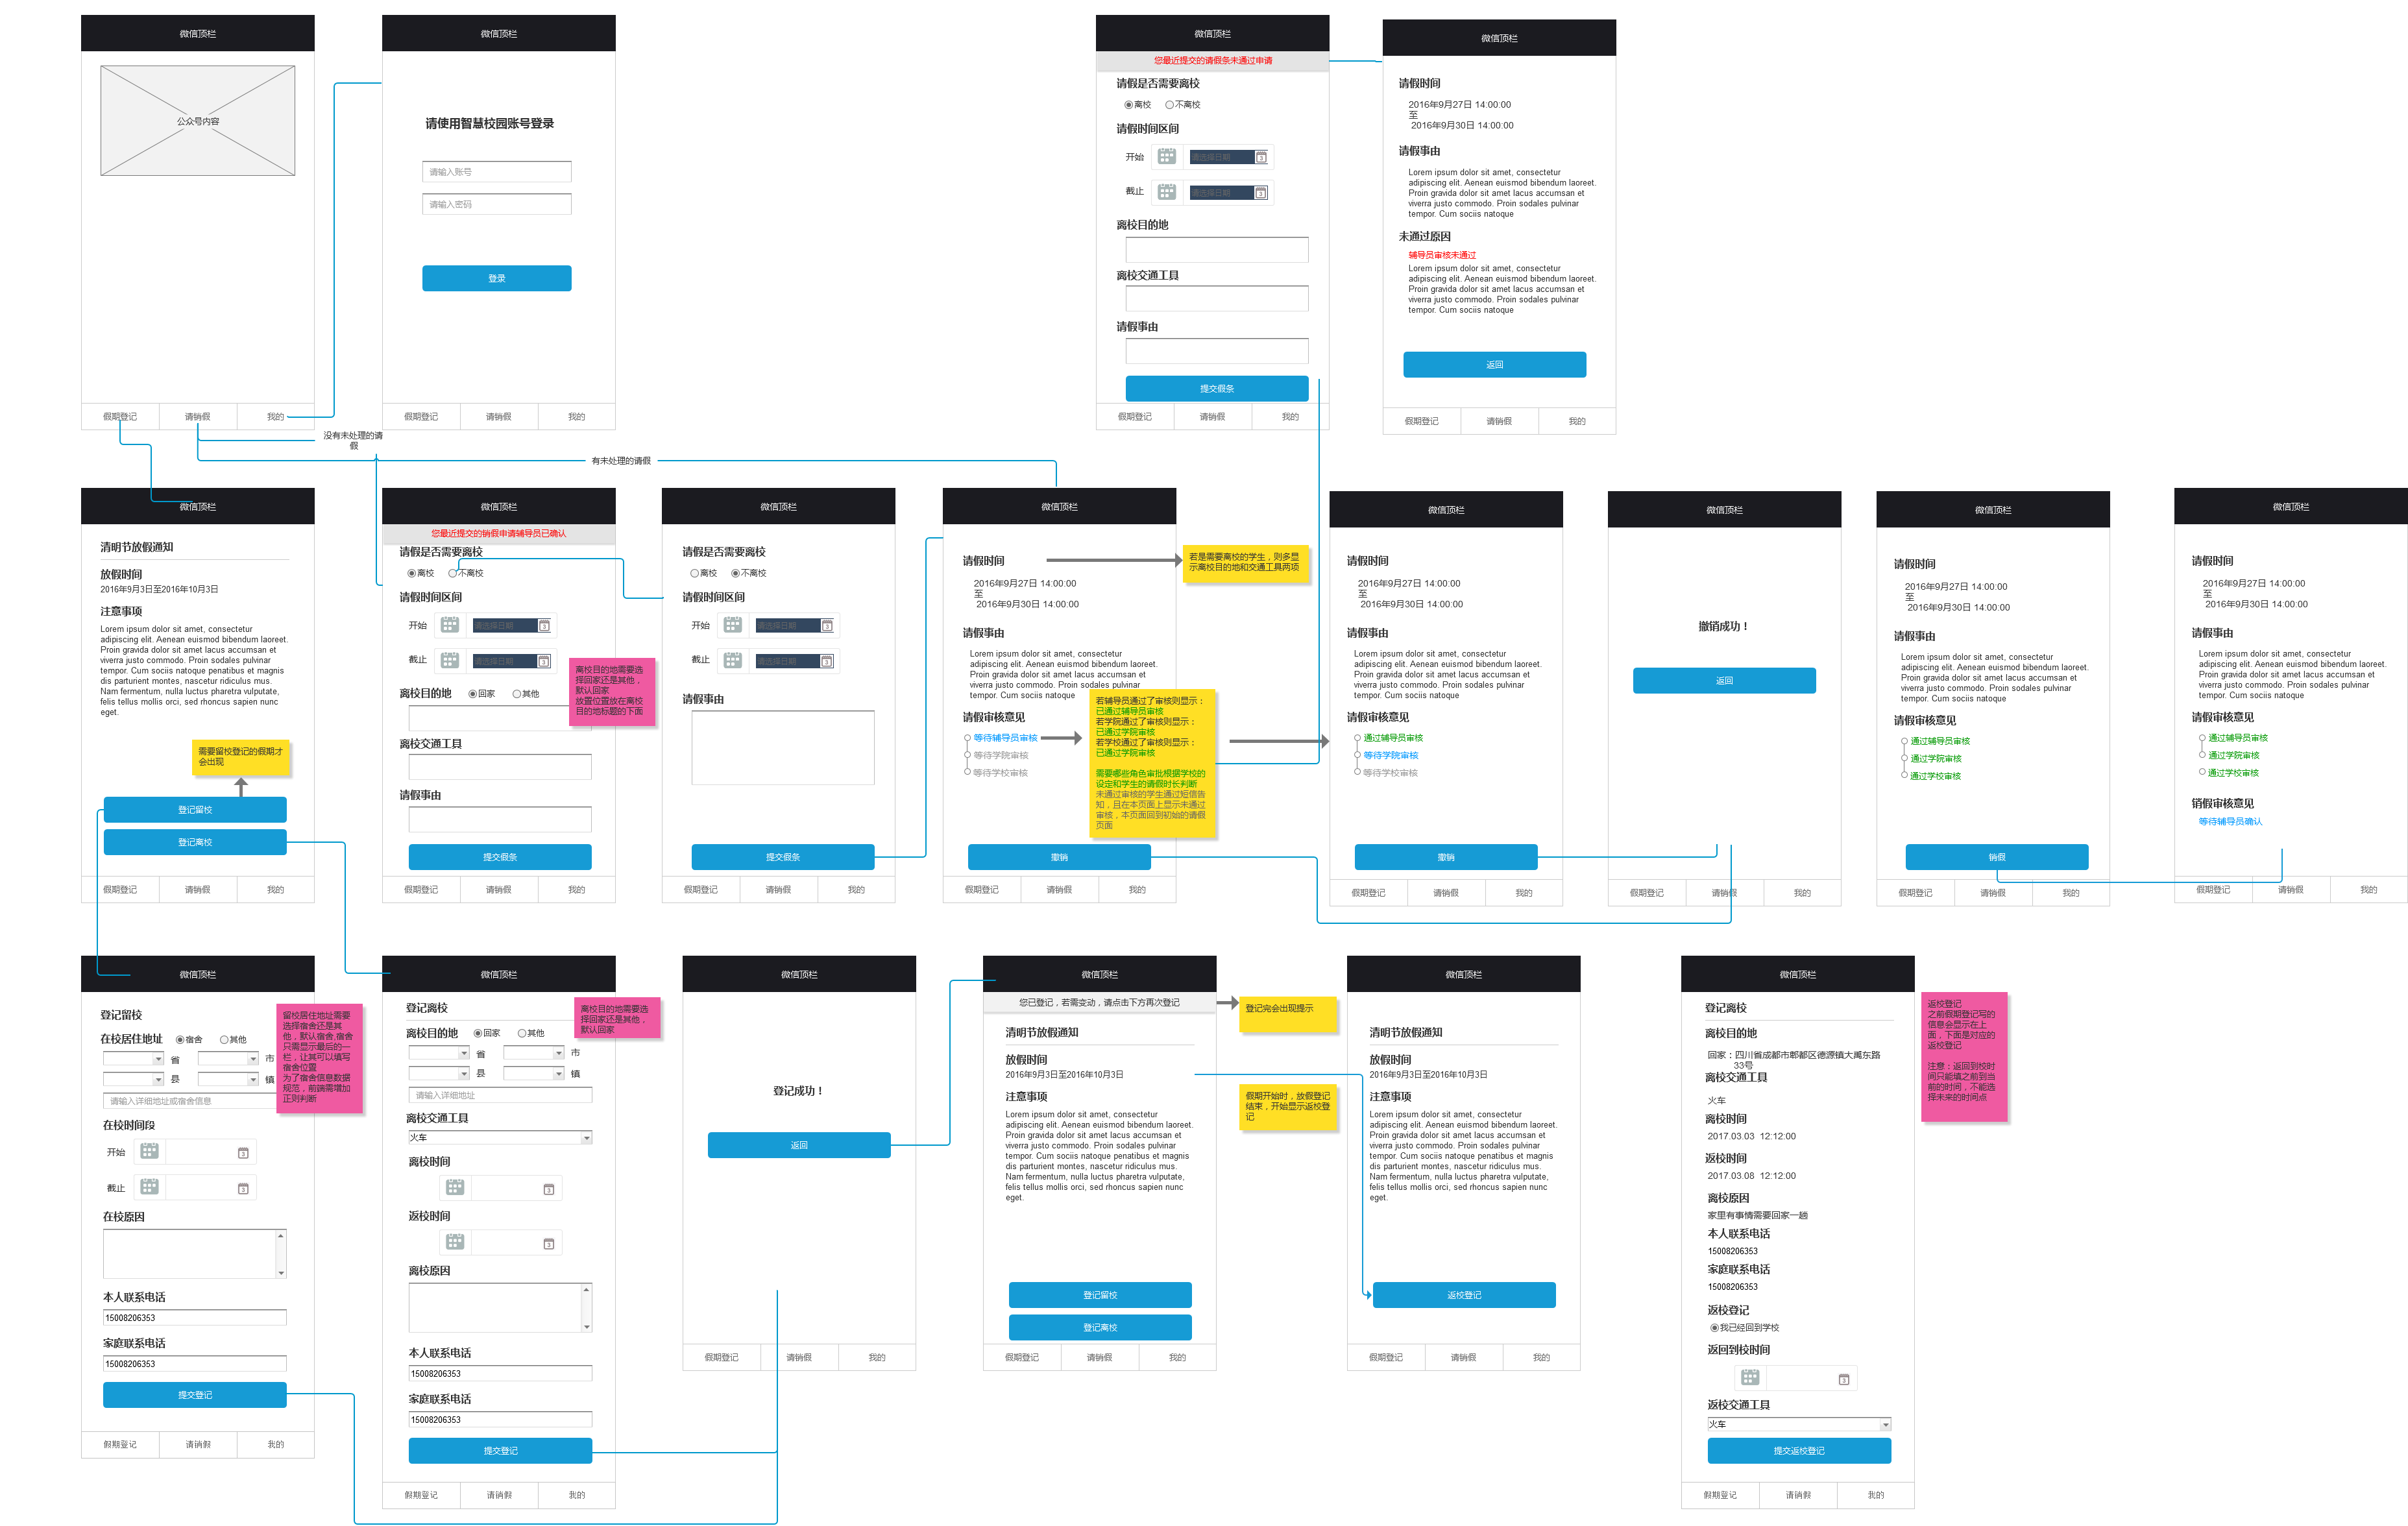 微信顶栏
公众号内容
假期登记
请销假
我的
微信顶栏
请使用智慧校园账号登录
请输入账号
请输入密码
登录
假期登记
请销假
我的
微信顶栏
您最近提交的请假条未通过申请
请假是否需要离校
离校
不离校
请假时间区间
开始
请选择日期
截止
请选择日期
离校目的地
离校交通工具
请假事由
提交假条
假期登记
请销假
我的
微信顶栏
请假时间
2016年9月27日 14:00:00
至
2016年9月30日 14:00:00
请假事由
Lorem ipsum dolor sit amet, consectetur
adipiscing elit. Aenean euismod bibendum laoreet.
Proin gravida dolor sit amet lacus accumsan et
viverra justo commodo. Proin sodales pulvinar
tempor. Cum sociis natoque
未通过原因
辅导员审核未通过
Lorem ipsum dolor sit amet, consectetur
adipiscing elit. Aenean euismod bibendum laoreet.
Proin gravida dolor sit amet lacus accumsan et
viverra justo commodo. Proin sodales pulvinar
tempor. Cum sociis natoque
返回
假期登记
请销假
我的
没有未处理的请
假
有未处理的请假
微信顶栏
清明节放假通知
放假时间
2016年9月3日至2016年10月3日
注意事项
Lorem ipsum dolor sit amet, consectetur
adipiscing elit. Aenean euismod bibendum laoreet.
Proin gravida dolor sit amet lacus accumsan et
viverra justo commodo. Proin sodales pulvinar
tempor. Cum sociis natoque penatibus et magnis
dis parturient montes, nascetur ridiculus mus.
Nam fermentum, nulla luctus pharetra vulputate,
felis tellus mollis orci, sed rhoncus sapien nunc
eget.
需要留校登记的假期才
会出现
登记留校
登记离校
假期登记
请销假
我的
微信顶栏
您最近提交的销假申请辅导员已确认
请假是否需要离校
离校
不离校
请假时间区间
开始
请选择日期
截止
请选择日期
离校目的地
回家
其他
离校目的地需要选
择回家还是其他，
默认回家
放置位置放在离校
目的地标题的下面
离校交通工具
请假事由
提交假条
假期登记
请销假
我的
微信顶栏
请假是否需要离校
离校
不离校
请假时间区间
开始
请选择日期
截止
请选择日期
请假事由
提交假条
假期登记
请销假
我的
微信顶栏
请假时间
2016年9月27日 14:00:00
至
2016年9月30日 14:00:00
若是需要离校的学生，则多显
示离校目的地和交通工具两项
请假事由
Lorem ipsum dolor sit amet, consectetur
adipiscing elit. Aenean euismod bibendum laoreet.
Proin gravida dolor sit amet lacus accumsan et
viverra justo commodo. Proin sodales pulvinar
tempor. Cum sociis natoque
请假审核意见
等待辅导员审核
等待学院审核
等待学校审核
若辅导员通过了审核则显示：
已通过辅导员审核
若学院通过了审核则显示：
已通过学院审核
若学校通过了审核则显示：
已通过学院审核
需要哪些角色审批根据学校的
设定和学生的请假时长判断
未通过审核的学生通过短信告
知，且在本页面上显示未通过
审核，本页面回到初始的请假
页面
撤销
假期登记
请销假
我的
微信顶栏
请假时间
2016年9月27日 14:00:00
至
2016年9月30日 14:00:00
请假事由
Lorem ipsum dolor sit amet, consectetur
adipiscing elit. Aenean euismod bibendum laoreet.
Proin gravida dolor sit amet lacus accumsan et
viverra justo commodo. Proin sodales pulvinar
tempor. Cum sociis natoque
请假审核意见
通过辅导员审核
等待学院审核
等待学校审核
撤销
假期登记
请销假
我的
微信顶栏
撤销成功！
返回
假期登记
请销假
我的
微信顶栏
请假时间
2016年9月27日 14:00:00
至
2016年9月30日 14:00:00
请假事由
Lorem ipsum dolor sit amet, consectetur
adipiscing elit. Aenean euismod bibendum laoreet.
Proin gravida dolor sit amet lacus accumsan et
viverra justo commodo. Proin sodales pulvinar
tempor. Cum sociis natoque
请假审核意见
通过辅导员审核
通过学院审核
通过学校审核
销假
假期登记
请销假
我的
微信顶栏
请假时间
2016年9月27日 14:00:00
至
2016年9月30日 14:00:00
请假事由
Lorem ipsum dolor sit amet, consectetur
adipiscing elit. Aenean euismod bibendum laoreet.
Proin gravida dolor sit amet lacus accumsan et
viverra justo commodo. Proin sodales pulvinar
tempor. Cum sociis natoque
请假审核意见
通过辅导员审核
通过学院审核
通过学校审核
销假审核意见
等待辅导员确认
假期登记
请销假
我的
微信顶栏
登记留校
在校居住地址
宿舍
其他
省
市
县
镇
请输入详细地址或宿舍信息
留校居住地址需要
选择宿舍还是其
他，默认宿舍,宿舍
只需显示最后的一
栏，让其可以填写
宿舍位置
为了宿舍信息数据
规范，前端需增加
正则判断
在校时间段
开始
截止
在校原因
本人联系电话
15008206353
家庭联系电话
15008206353
提交登记
假期登记
请销假
我的
微信顶栏
登记离校
离校目的地
回家
其他
离校目的地需要选
择回家还是其他，
默认回家
省
市
县
镇
请输入详细地址
离校交通工具
火车
离校时间
返校时间
离校原因
本人联系电话
15008206353
家庭联系电话
15008206353
提交登记
假期登记
请销假
我的
微信顶栏
登记成功！
返回
假期登记
请销假
我的
微信顶栏
您已登记，若需变动，请点击下方再次登记
登记完会出现提示
清明节放假通知
放假时间
2016年9月3日至2016年10月3日
注意事项
Lorem ipsum dolor sit amet, consectetur
adipiscing elit. Aenean euismod bibendum laoreet.
Proin gravida dolor sit amet lacus accumsan et
viverra justo commodo. Proin sodales pulvinar
tempor. Cum sociis natoque penatibus et magnis
dis parturient montes, nascetur ridiculus mus.
Nam fermentum, nulla luctus pharetra vulputate,
felis tellus mollis orci, sed rhoncus sapien nunc
eget.
假期开始时，放假登记
结束，开始显示返校登
记
登记留校
登记离校
假期登记
请销假
我的
微信顶栏
清明节放假通知
放假时间
2016年9月3日至2016年10月3日
注意事项
Lorem ipsum dolor sit amet, consectetur
adipiscing elit. Aenean euismod bibendum laoreet.
Proin gravida dolor sit amet lacus accumsan et
viverra justo commodo. Proin sodales pulvinar
tempor. Cum sociis natoque penatibus et magnis
dis parturient montes, nascetur ridiculus mus.
Nam fermentum, nulla luctus pharetra vulputate,
felis tellus mollis orci, sed rhoncus sapien nunc
eget.
返校登记
假期登记
请销假
我的
微信顶栏
登记离校
离校目的地
回家：四川省成都市郫都区德源镇大禹东路
33号
离校交通工具
火车
离校时间
2017.03.03 12:12:00
返校时间
2017.03.08 12:12:00
离校原因
家里有事情需要回家一趟
本人联系电话
15008206353
家庭联系电话
15008206353
返校登记
我已经回到学校
返回到校时间
返校交通工具
火车
提交返校登记
假期登记
请销假
我的
返校登记
之前假期登记写的
信息会显示在上
面，下面是对应的
返校登记
注意：返回到校时
间只能填之前到当
前的时间，不能选
择未来的时间点